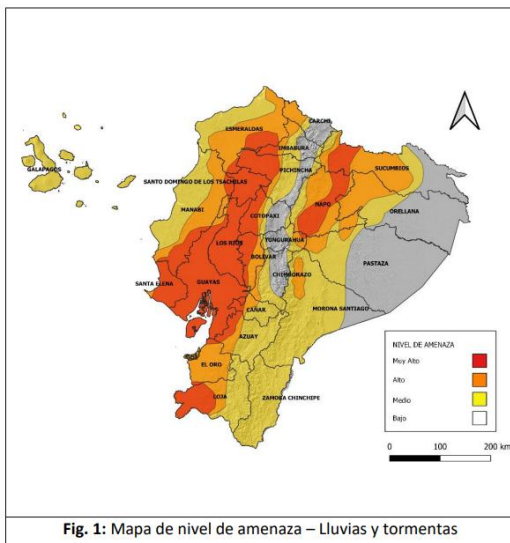 ESMERALDAS
CARCHI
IMBABURA
PICHINCHA
SUCUMBIOS
GALAPAGOS
SANTO DOMINGO DE LOS TSACHILAS
NAPO
MANABI
COTOPAXI
ORELLANA
LOS RIOS
TUNGURAHUA
BOLIVAR
PASTAZA
SANTA ELENA
GUAYAS
CHIMBORAZO
MORONA SANTIAGO
CAÑAR
AZUAY
EL ORO
LOJA
ZAMORA CHINCHIPE
NIVEL DE AMENAZA
Muy Alto
Alto
Medio
Bajo
0 100 200 km
Fig. 1: Mapa de nivel de amenaza – Lluvias y tormentas